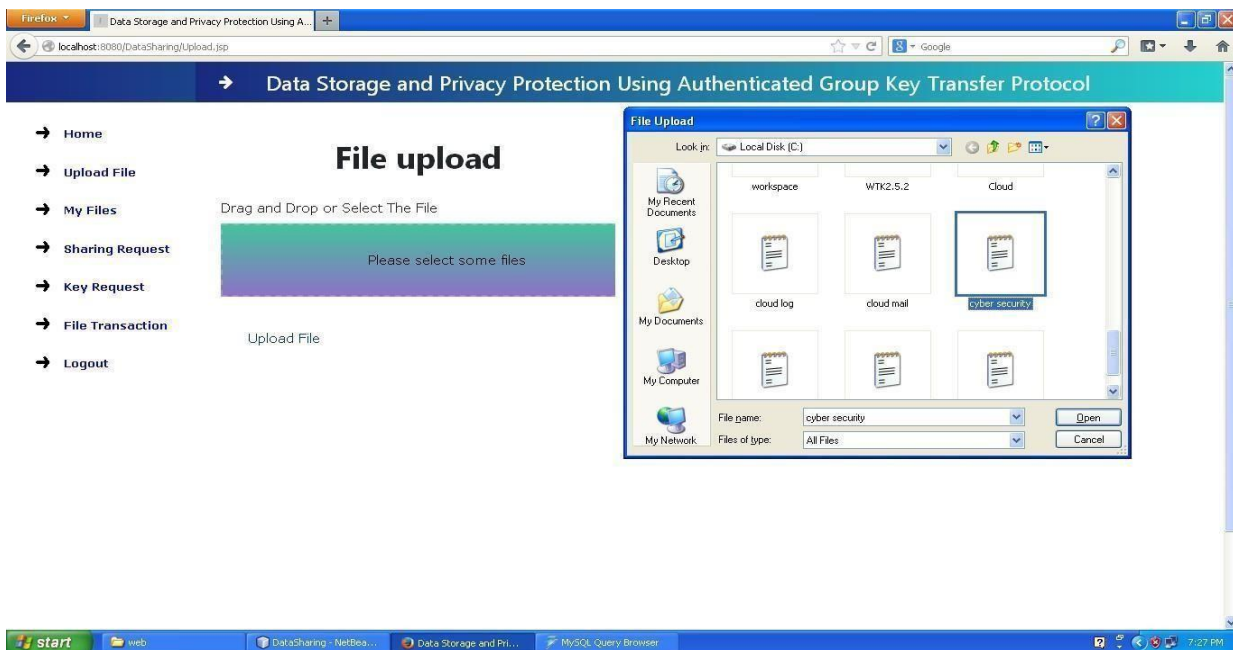 Firefox
Data Storage and Privacy Protection Using A...
localhost:8080/DataSharing/Upload.jsp
Google
Data Storage and Privacy Protection Using Authenticated Group Key Transfer Protocol
Home
Upload File
My Files
Sharing Request
Key Request
File Transaction
Logout
File upload
Drag and Drop or Select The File
Please select some files
Upload File
File Upload
Look in: Local Disk (C:)
My Recent Documents
Desktop
My Documents
My Computer
My Network
workspace WTK2.5.2 Cloud
cloud log cloud mail cyber security
File name: cyber security Open
Files of type: All Files Cancel
start web DataSharing - NetBea... Data Storage and Pri... MySQL Query Browser 7:27 PM